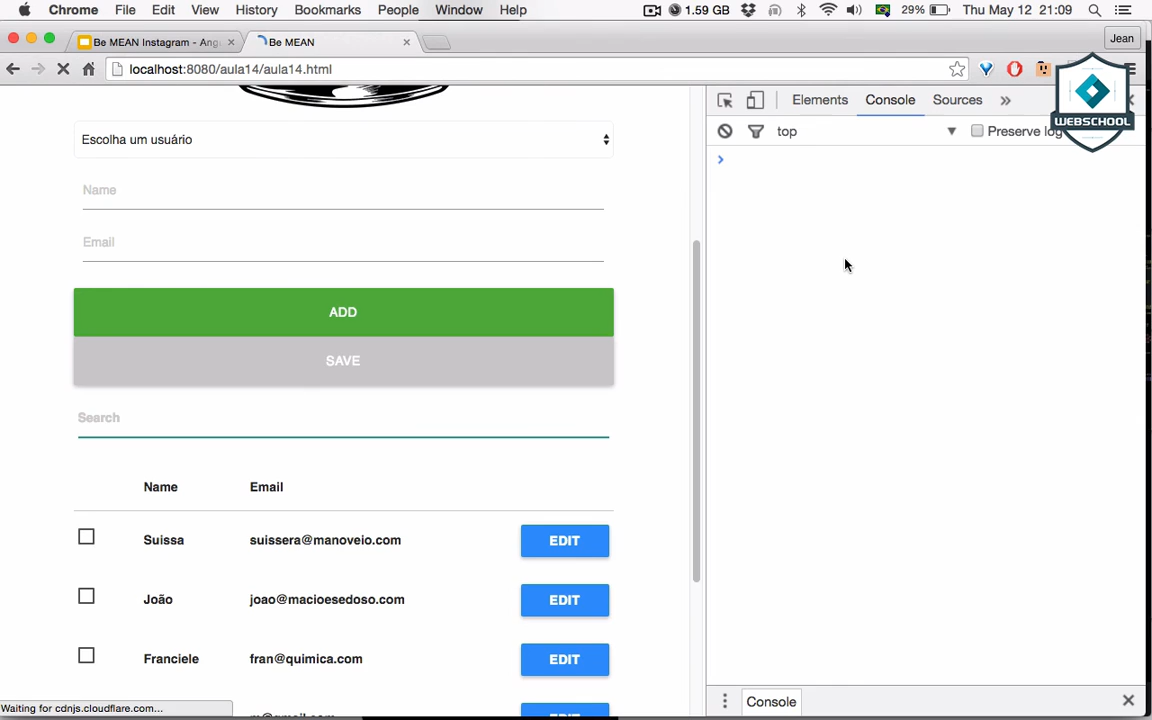 Chrome File Edit View History Bookmarks People Window Help 1.59 GB 29% Thu May 12 21:09
Be MEAN Instagram - Ang
Be MEAN
Jean
localhost:8080/aula14/aula14.html
WEBSCHOOL
Elements Console Sources
top
Preserve log
Escolha um usuário
Name
Email
ADD
SAVE
Search
Name Email
Suissa suissera@manoveio.com EDIT
João joao@macioesedoso.com EDIT
Franciele fran@quimica.com EDIT
Waiting for cdnjs.cloudflare.com...
Console